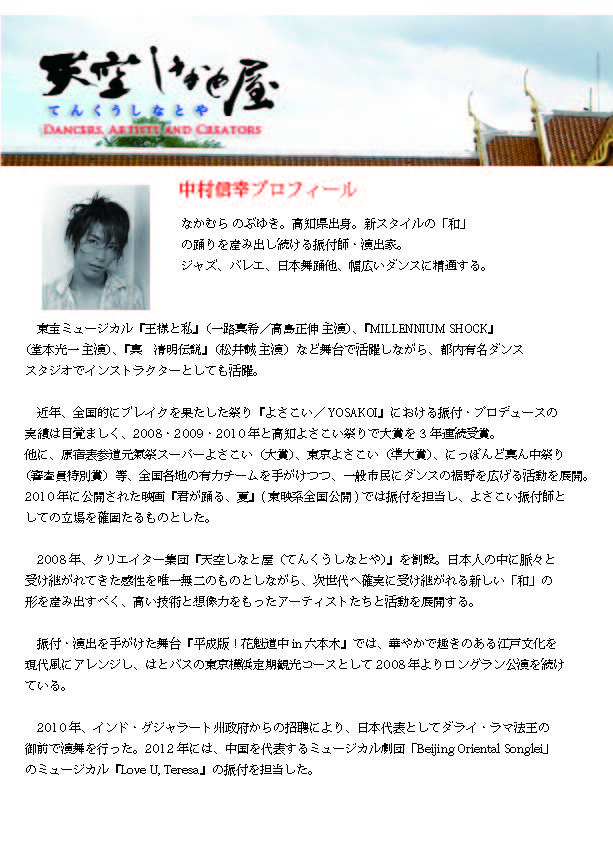 天空しなと屋
てんくうしなとや
DANCERS, ARTISTS AND CREATORS
中村信幸プロフィール
なかむら のぶゆき。高知県出身。新スタイルの「和」
の踊りを産み出し続ける振付師・演出家。
ジャズ、バレエ、日本舞踊他、幅広いダンスに精通する。
東宝ミュージカル『王様と私』（一路真希／高島正伸 主演）、『MILLENNIUM SHOCK』
（堂本光一 主演）、『真　清明伝説』（松井誠 主演）など舞台で活躍しながら、都内有名ダンス
スタジオでインストラクターとしても活躍。
近年、全国的にブレイクを果たした祭り『よさこい／YOSAKOI』における振付・プロデュースの
実績は目覚ましく、2008・2009・2010年と高知よさこい祭りで大賞を3年連続受賞。
他に、原宿表参道元氣祭スーパーよさこい（大賞）、東京よさこい（準大賞）、にっぽんど真ん中祭り
（審査員特別賞）等、全国各地の有力チームを手がけつつ、一般市民にダンスの裾野を広げる活動を展開。
2010年に公開された映画『君が踊る、夏』( 東映系全国公開 ) では振付を担当し、よさこい振付師と
しての立場を確固たるものとした。
2008年、クリエイター集団『天空しなと屋（てんくうしなとや）』を創設。日本人の中に脈々と
受け継がれてきた感性を唯一無二のものとしながら、次世代へ確実に受け継がれる新しい「和」の
形を産み出すべく、高い技術と想像力をもったアーティストたちと活動を展開する。
振付・演出を手がけた舞台『平成版！花魁道中 in 六本木』では、華やかで趣きのある江戸文化を
現代風にアレンジし、はとバスの東京横浜定期観光コースとして2008年よりロングラン公演を続け
ている。
2010年、インド・グジャラート州政府からの招聘により、日本代表としてダライ・ラマ法王の
御前で演舞を行った。2012年には、中国を代表するミュージカル劇団「Beijing Oriental Songlei」
のミュージカル『Love U, Teresa』の振付を担当した。